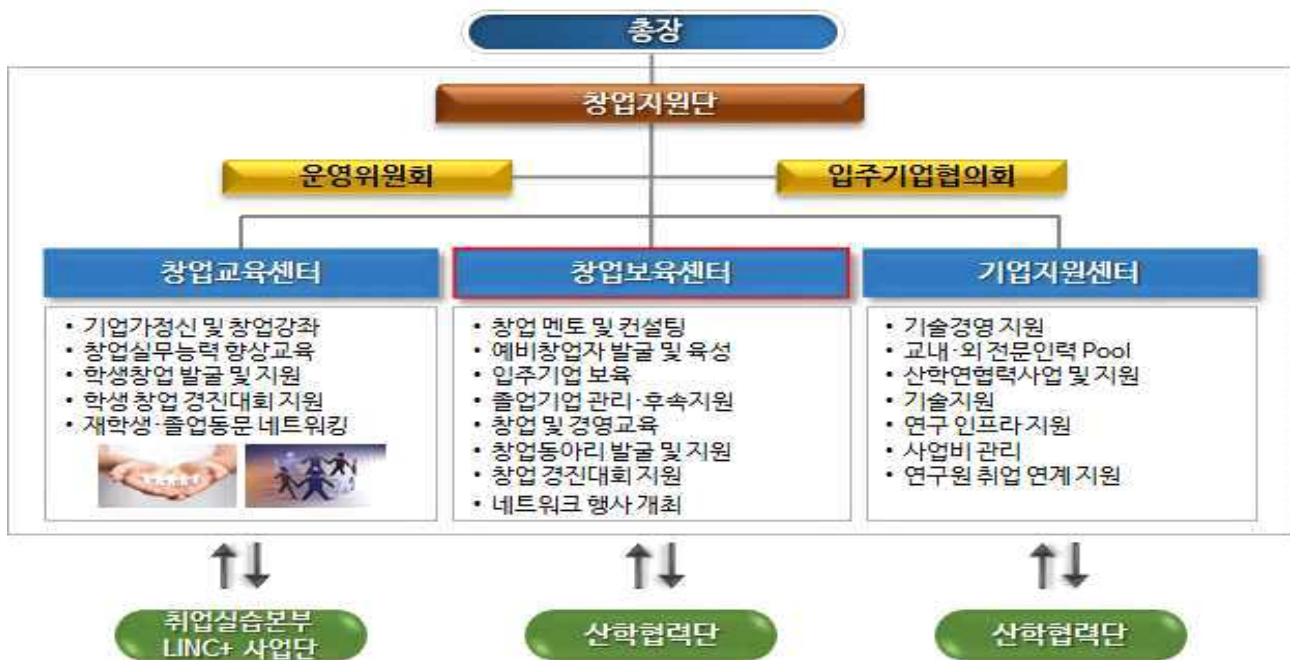 총장
창업지원단
운영위원회
입주기업협의회
창업교육센터
• 기업가정신 및 창업강좌
• 창업실무능력 향상교육
• 학생창업 발굴 및 지원
• 학생 창업 경진대회 지원
• 재학생·졸업동문 네트워킹
창업보육센터
• 창업 멘토 및 컨설팅
• 예비창업자 발굴 및 육성
• 입주기업 보육
• 졸업기업 관리·후속지원
• 창업 및 경영교육
• 창업동아리 발굴 및 지원
• 창업 경진대회 지원
• 네트워크 행사 개최
기업지원센터
• 기술경영 지원
• 교내·외 전문인력 Pool
• 산학연협력사업 및 지원
• 기술지원
• 연구 인프라 지원
• 사업비 관리
• 연구원 취업 연계 지원
취업실습본부
LINC+ 사업단
산학협력단
산학협력단